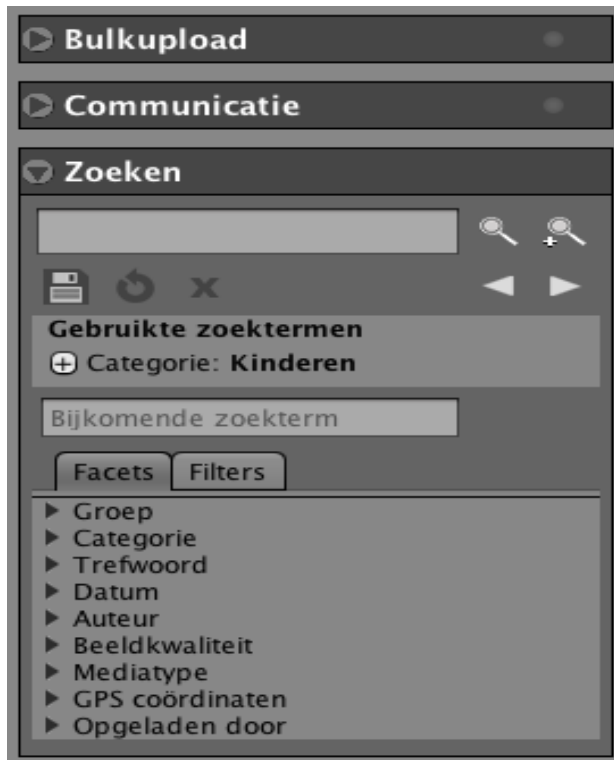 Bulkupload
Communicatie
Zoeken
Gebruikte zoektermen
Categorie: Kinderen
Bijkomende zoekterm
Facets Filters
Groep
Categorie
Trefwoord
Datum
Auteur
Beeldkwaliteit
Mediatype
GPS coördinaten
Opgeladen door